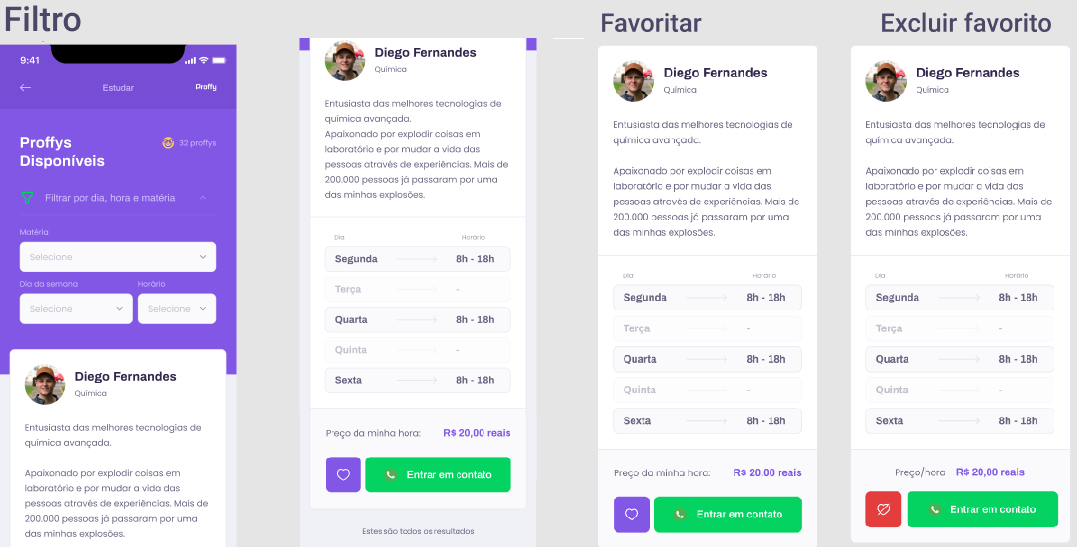 Filtro
9:41
Estudar
Proffy
Proffys
Disponíveis
32 proffys
Filtrar por dia, hora e matéria
Matéria
Selecione
Dia da semana
Horário
Selecione
Selecione
Diego Fernandes
Química
Entusiasta das melhores tecnologias de
química avançada.
Apaixonado por explodir coisas em
laboratório e por mudar a vida das
pessoas através de experiências. Mais de
200.000 pessoas já passaram por uma
das minhas explosões.
Diego Fernandes
Química
Entusiasta das melhores tecnologias de
química avançada.
Apaixonado por explodir coisas em
laboratório e por mudar a vida das
pessoas através de experiências. Mais de
200.000 pessoas já passaram por uma
das minhas explosões.
Dia Horário
Segunda 8h - 18h
Terça -
Quarta 8h - 18h
Quinta -
Sexta 8h - 18h
Preço da minha hora: R$ 20,00 reais
Entrar em contato
Estes são todos os resultados
Favoritar
Diego Fernandes
Química
Entusiasta das melhores tecnologias de
química avançada.
Apaixonado por explodir coisas em
laboratório e por mudar a vida das
pessoas através de experiências. Mais de
200.000 pessoas já passaram por uma
das minhas explosões.
Dia Horário
Segunda 8h - 18h
Terça -
Quarta 8h - 18h
Quinta -
Sexta 8h - 18h
Preço da minha hora: R$ 20,00 reais
Entrar em contato
Excluir favorito
Diego Fernandes
Química
Entusiasta das melhores tecnologias de
química avançada.
Apaixonado por explodir coisas em
laboratório e por mudar a vida das
pessoas através de experiências. Mais de
200.000 pessoas já passaram por uma
das minhas explosões.
Dia Horário
Segunda 8h - 18h
Terça -
Quarta 8h - 18h
Quinta -
Sexta 8h - 18h
Preço/hora R$ 20,00 reais
Entrar em contato